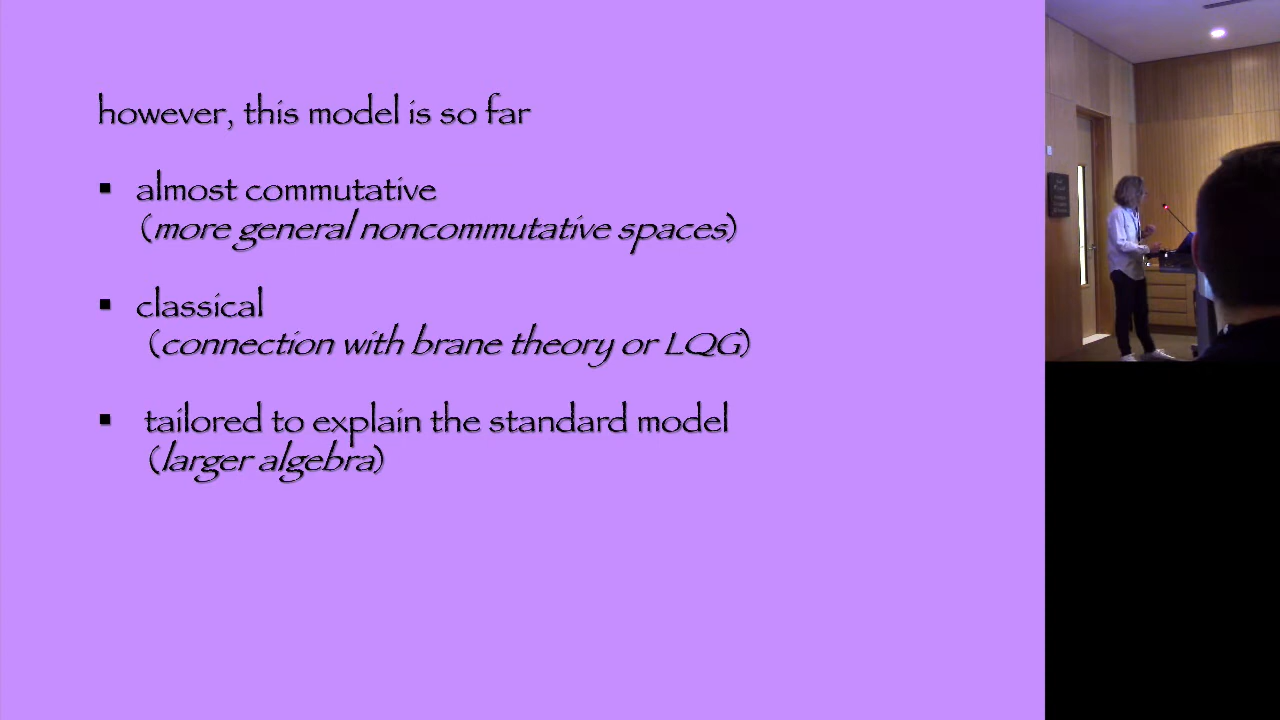 however, this model is so far
▪ almost commutative
(more general noncommutative spaces)
▪ classical
(connection with brane theory or LQG)
▪ tailored to explain the standard model
(larger algebra)